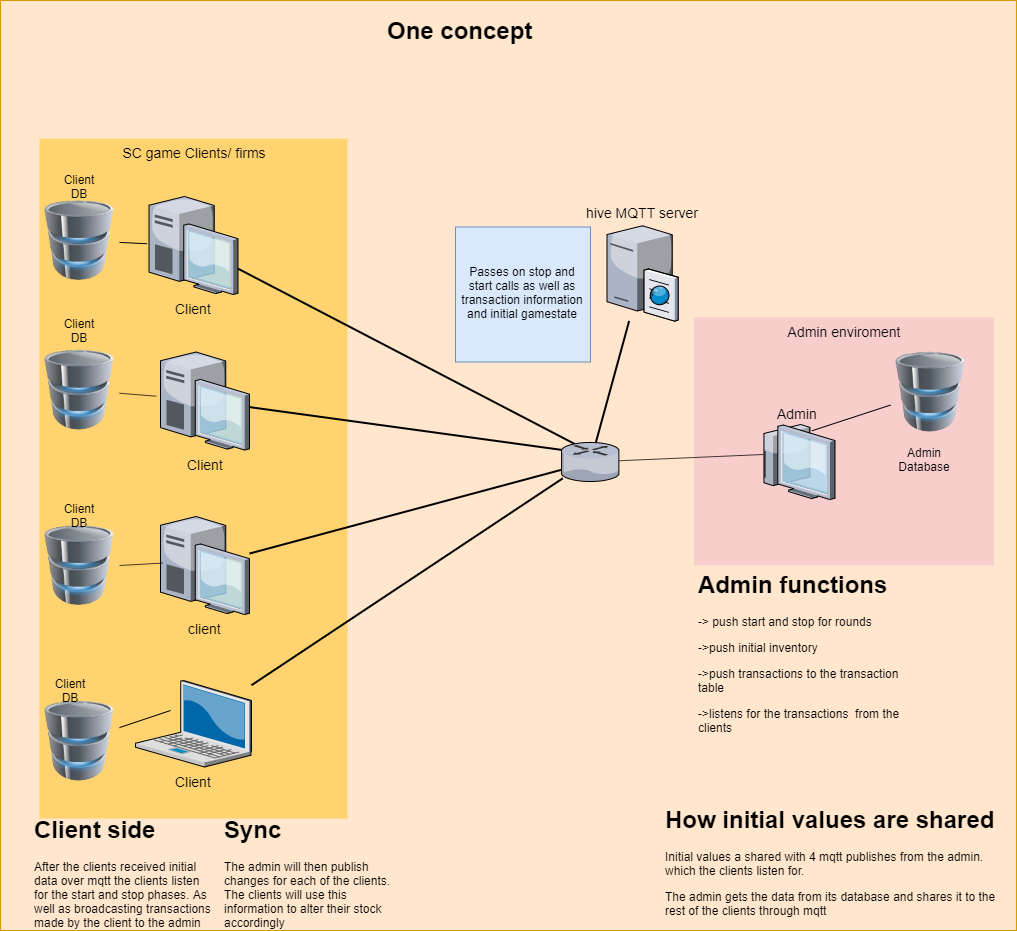 One concept
SC game Clients/ firms
Client
DB
Client
Client
DB
Client
Client
DB
client
Client
DB
Client
hive MQTT server
Passes on stop and
start calls as well as
transaction information
and initial gamestate
Admin enviroment
Admin
Admin
Database
Admin functions
-> push start and stop for rounds
->push initial inventory
->push transactions to the transaction
table
->listens for the transactions from the
clients
Client side
After the clients received initial
data over mqtt the clients listen
for the start and stop phases. As
well as broadcasting transactions
made by the client to the admin
Sync
The admin will then publish
changes for each of the clients.
The clients will use this
information to alter their stock
accordingly
How initial values are shared
Initial values a shared with 4 mqtt publishes from the admin.
which the clients listen for.
The admin gets the data from its database and shares it to the
rest of the clients through mqtt